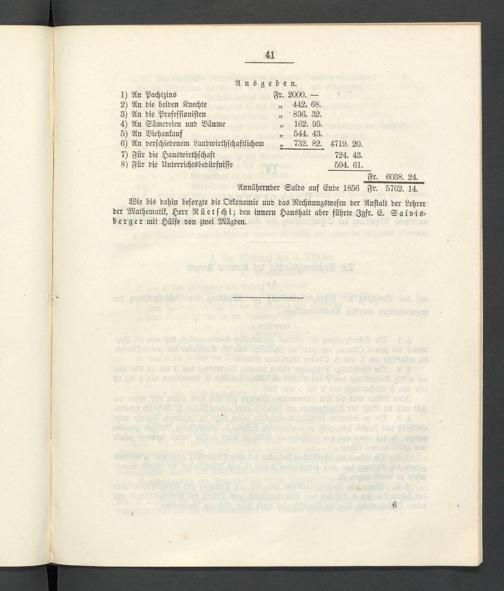 41
Ausgeben.
1) An Pachtzins Fr. 2000. —
2) An die beiden Knechte „ 442. 68.
3) An die Professionisten „ 836. 32.
4) An Sämereien und Bäume „ 162. 95.
5) An Viehankauf „ 544. 43.
6) An verschiedenem Landwirthschaftlichem „ 732. 82. 4719. 20.
7) Für die Hauswirthschaft 724. 43.
8) Für die Unterrichtsbedürfnisse 594. 61.
Fr. 6038. 24.
Annähernder Saldo auf Ende 1856 Fr. 5762. 14.
Wie bis dahin besorgte die Oekonomie und das Rechnungswesen der Anstalt der Lehrer
der Mathematik, Herr Rüetschi; den innern Haushalt aber führte Jgfr. E. Salvis-
berger mit Hülfe von zwei Mägden.
6